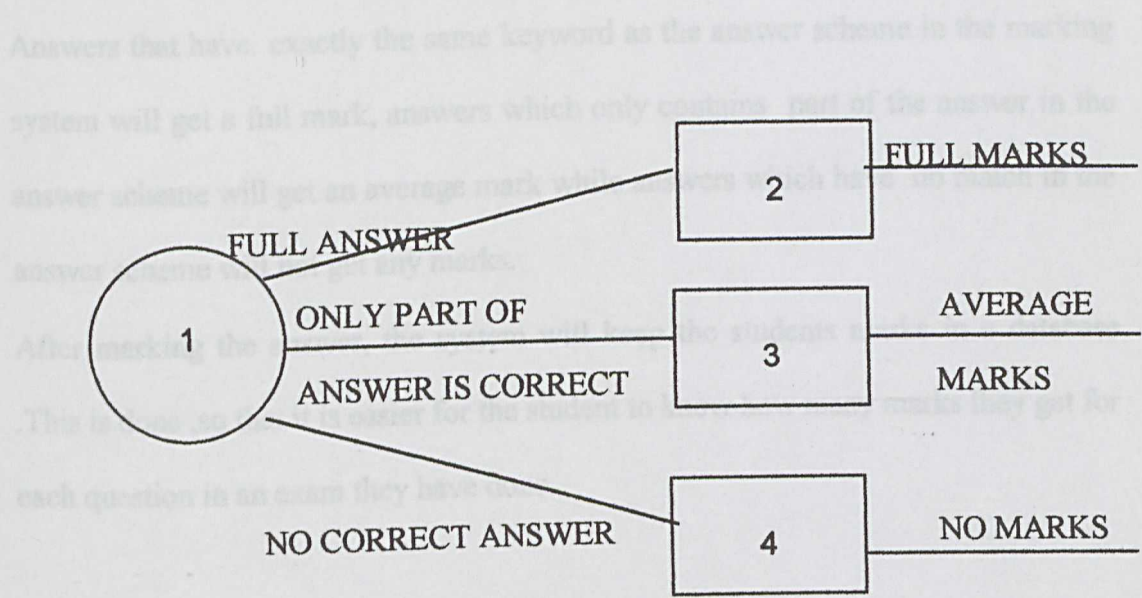 Answers that have. exactly the same keyword as the answer scheme in the marking
system will get a full mark, answers which only contains part of the answer in the
FULL MARKS
2
answer scheme will get an average mark while answers which have no match in the
FULL ANSWER
answer scheme will not get any marks.
ONLY PART OF
AVERAGE
1
3
After marking the answer, the system will keep the students marks in a database
ANSWER IS CORRECT
MARKS
.This is done ,so that it is easier for the student to know how many marks they get for
each question in an exam they have
NO CORRECT ANSWER
4
NO MARKS